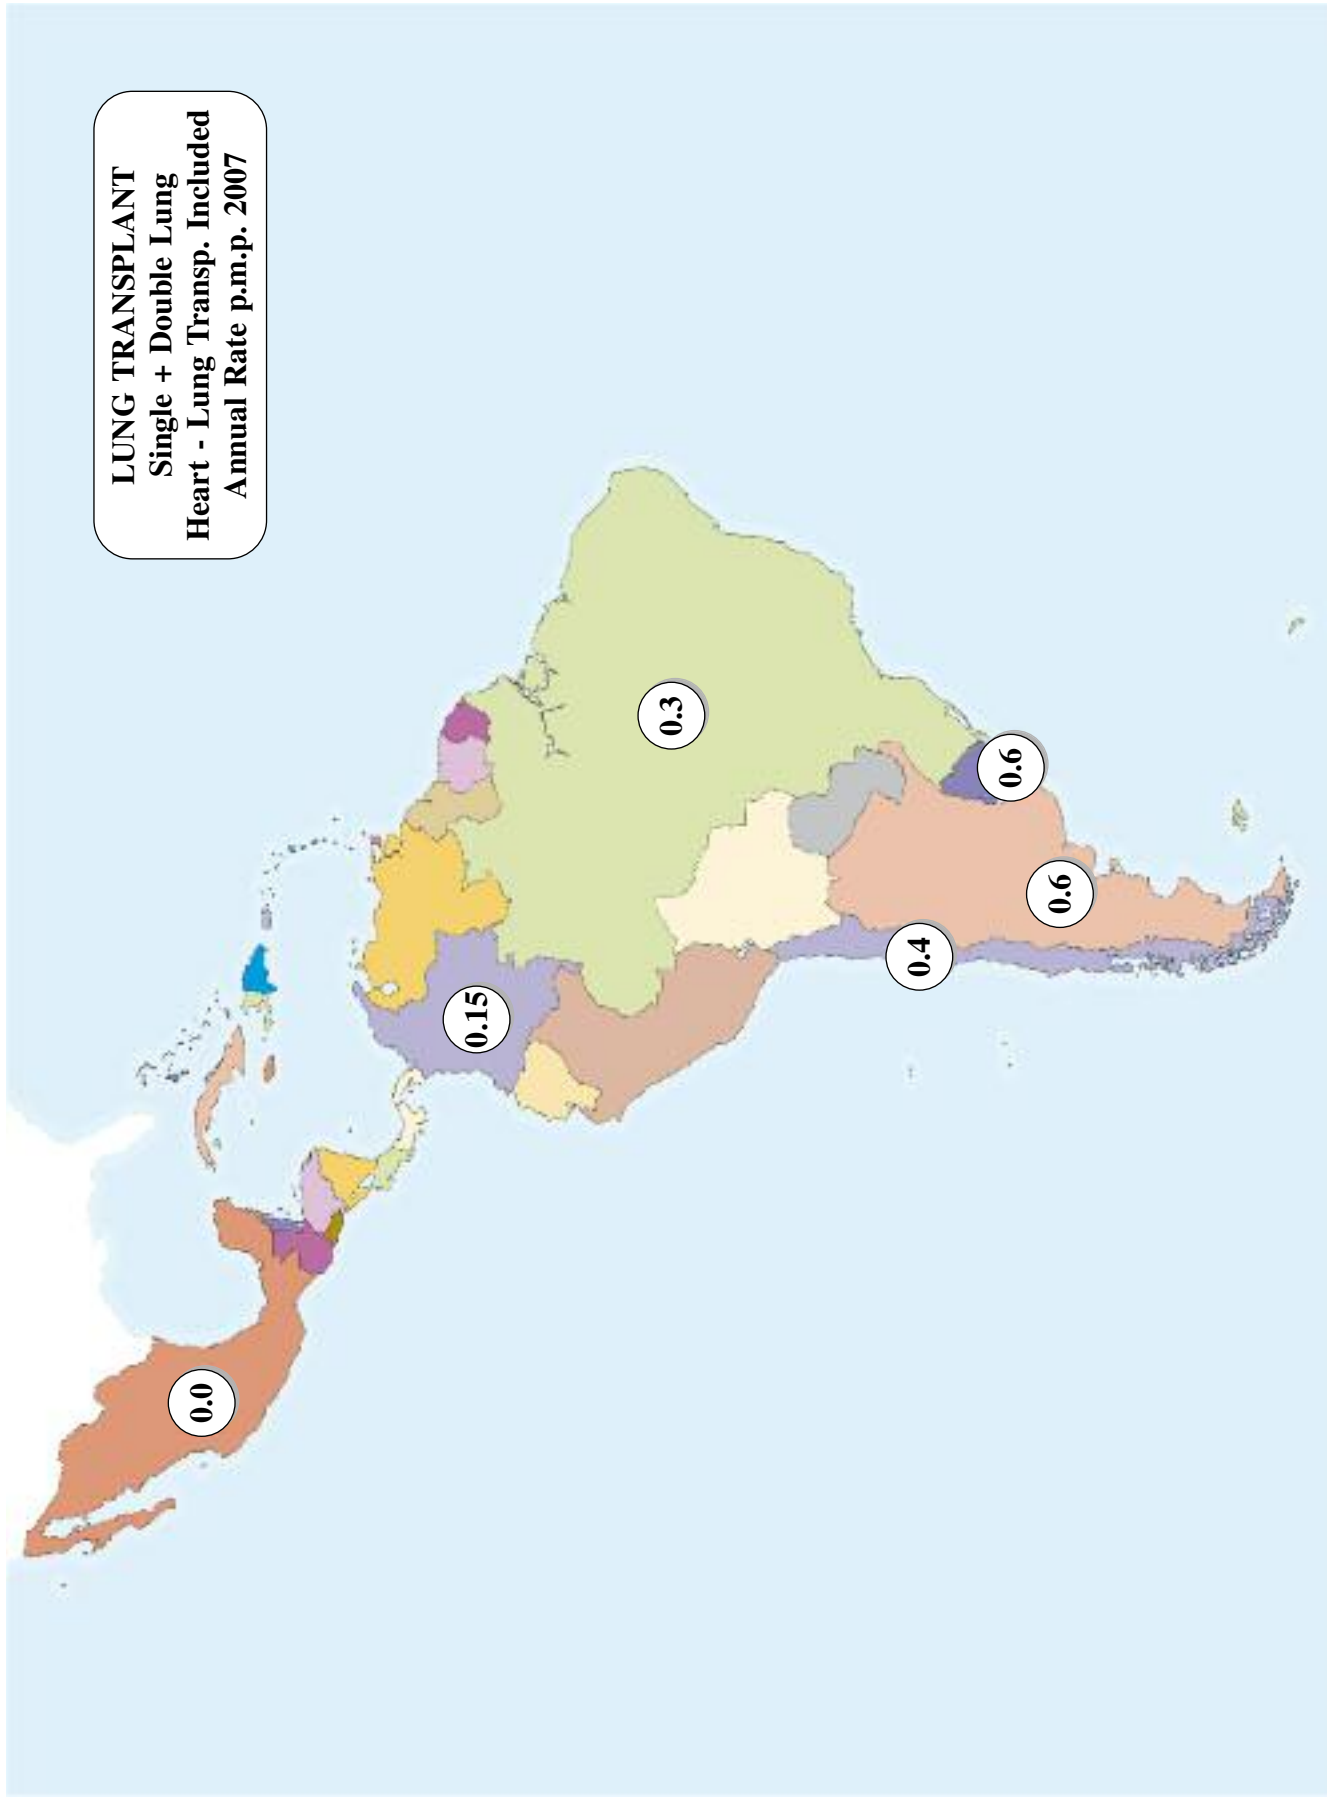 LUNG TRANSPLANT
Single + Double Lung
Heart - Lung Transp. Included
Annual Rate p.m.p. 2007
0.0
0.15
0.3
0.4
0.6
0.6